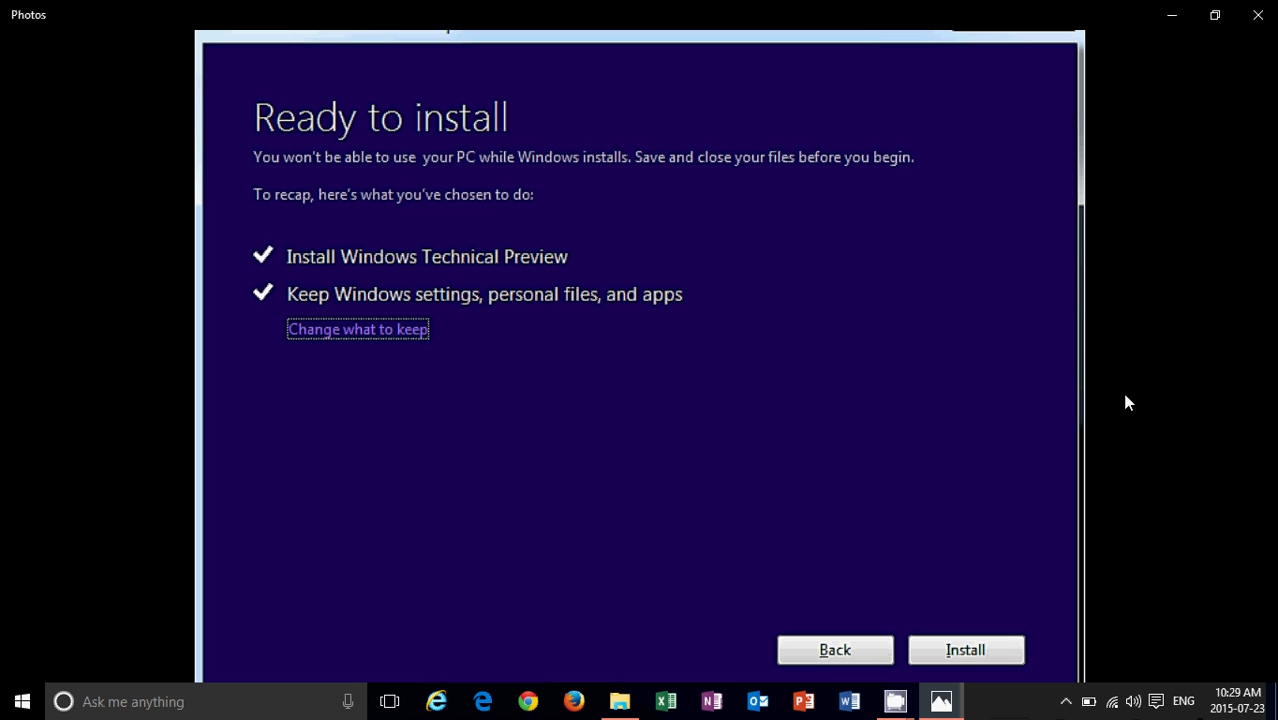 Photos
Ready to install
You won't be able to use your PC while Windows installs. Save and close your files before you begin.
To recap, here's what you've chosen to do:
Install Windows Technical Preview
Keep Windows settings, personal files, and apps
Change what to keep
Back
Install
Ask me anything
ENG
10:29 AM
2015-07-23